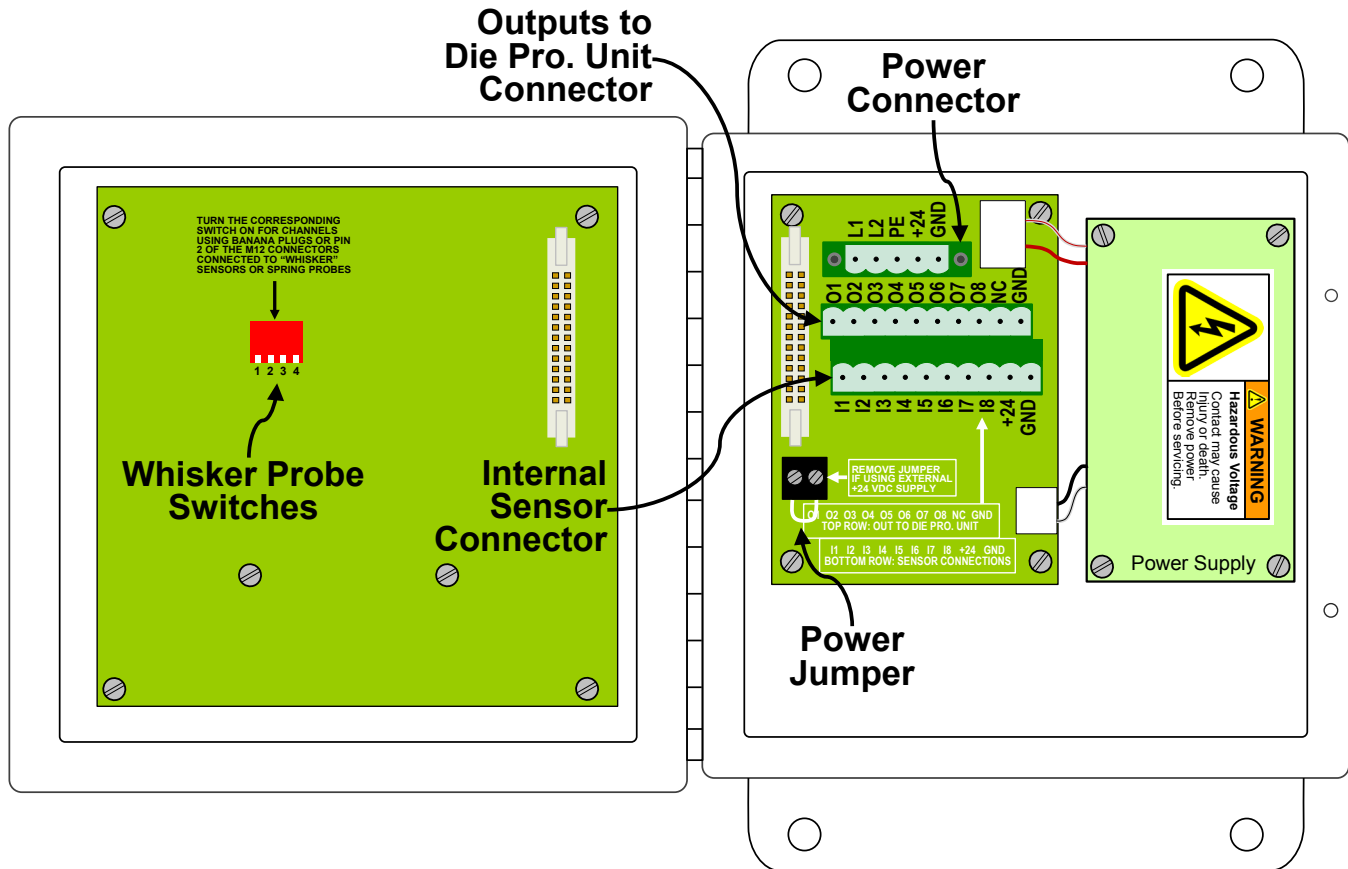 Outputs to
Die Pro. Unit
Connector
Power
Connector
TURN THE CORRESPONDING
SWITCH ON FOR CHANNELS
USING BANANA PLUGS OR PIN
2 OF THE M12 CONNECTORS
CONNECTED TO “WHISKER”
SENSORS OR SPRING PROBES
1 2 3 4
Whisker Probe
Switches
Internal
Sensor
Connector
L1 L2 PE +24 GND
O1 O2 O3 O4 O5 O6 O7 O8 NC GND
I1 I2 I3 I4 I5 I6 I7 I8 +24 GND
REMOVE JUMPER
IF USING EXTERNAL
+24 VDC SUPPLY
O1 O2 O3 O4 O5 O6 O7 O8 NC GND
TOP ROW: OUT TO DIE PRO. UNIT
I1 I2 I3 I4 I5 I6 I7 I8 +24 GND
BOTTOM ROW: SENSOR CONNECTIONS
Power
Jumper
WARNING
Hazardous Voltage
Contact may cause
Injury or death.
Remove power
Before servicing.
Power Supply